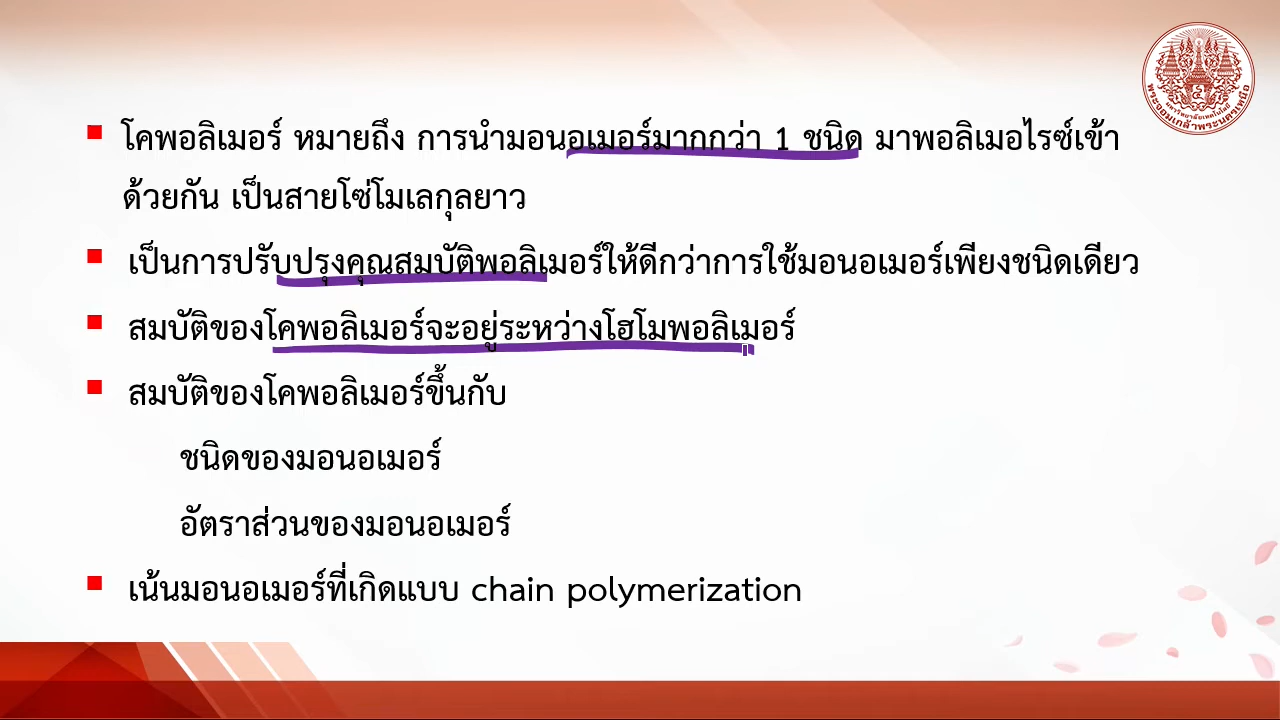 โคพอลิเมอร์ หมายถึง การนำมอนอเมอร์มากกว่า 1 ชนิด มาพอลิเมอไรซ์เข้า
ด้วยกัน เป็นสายโซ่โมเลกุลยาว
เป็นการปรับปรุงคุณสมบัติพอลิเมอร์ให้ดีกว่าการใช้มอนอเมอร์เพียงชนิดเดียว
สมบัติของโคพอลิเมอร์จะอยู่ระหว่างโฮโมพอลิเมอร์
สมบัติของโคพอลิเมอร์ขึ้นกับ
ชนิดของมอนอเมอร์
อัตราส่วนของมอนอเมอร์
เน้นมอนอเมอร์ที่เกิดแบบ chain polymerization